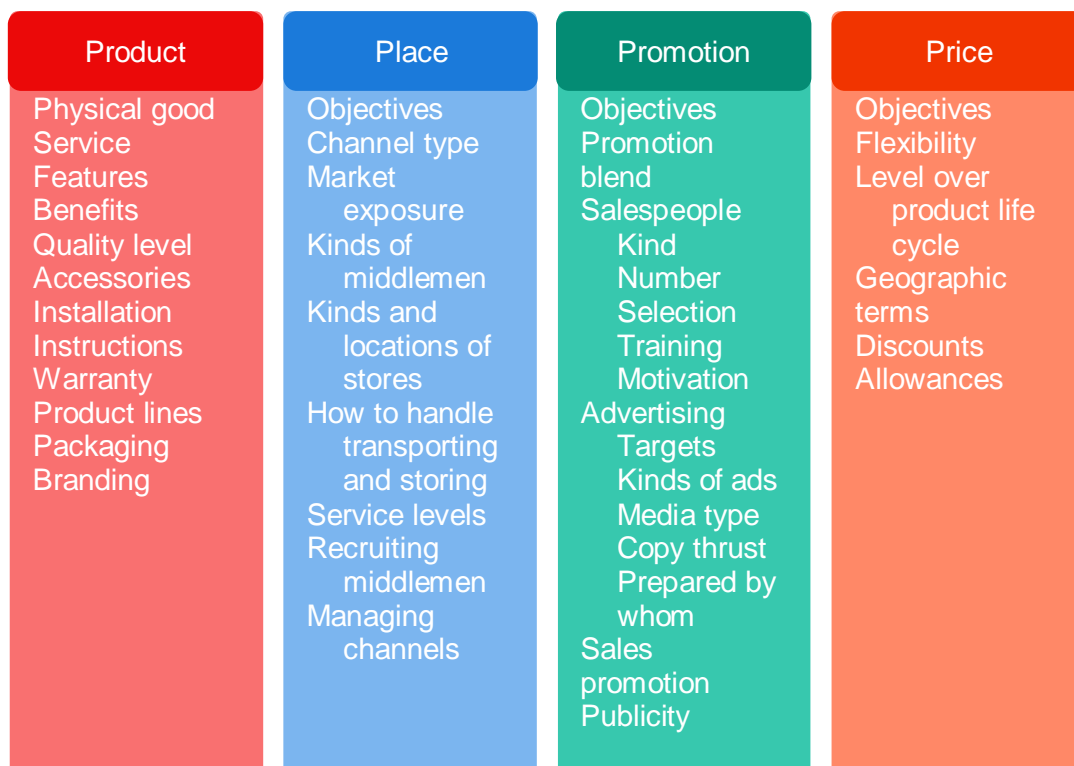 Product
Physical good
Service
Features
Benefits
Quality level
Accessories
Installation
Instructions
Warranty
Product lines
Packaging
Branding
Place
Objectives
Channel type
Market
exposure
Kinds of
middlemen
Kinds and
locations of
stores
How to handle
transporting
and storing
Service levels
Recruiting
middlemen
Managing
channels
Promotion
Objectives
Promotion
blend
Salespeople
Kind
Number
Selection
Training
Motivation
Advertising
Targets
Kinds of ads
Media type
Copy thrust
Prepared by
whom
Sales
promotion
Publicity
Price
Objectives
Flexibility
Level over
product life
cycle
Geographic
terms
Discounts
Allowances